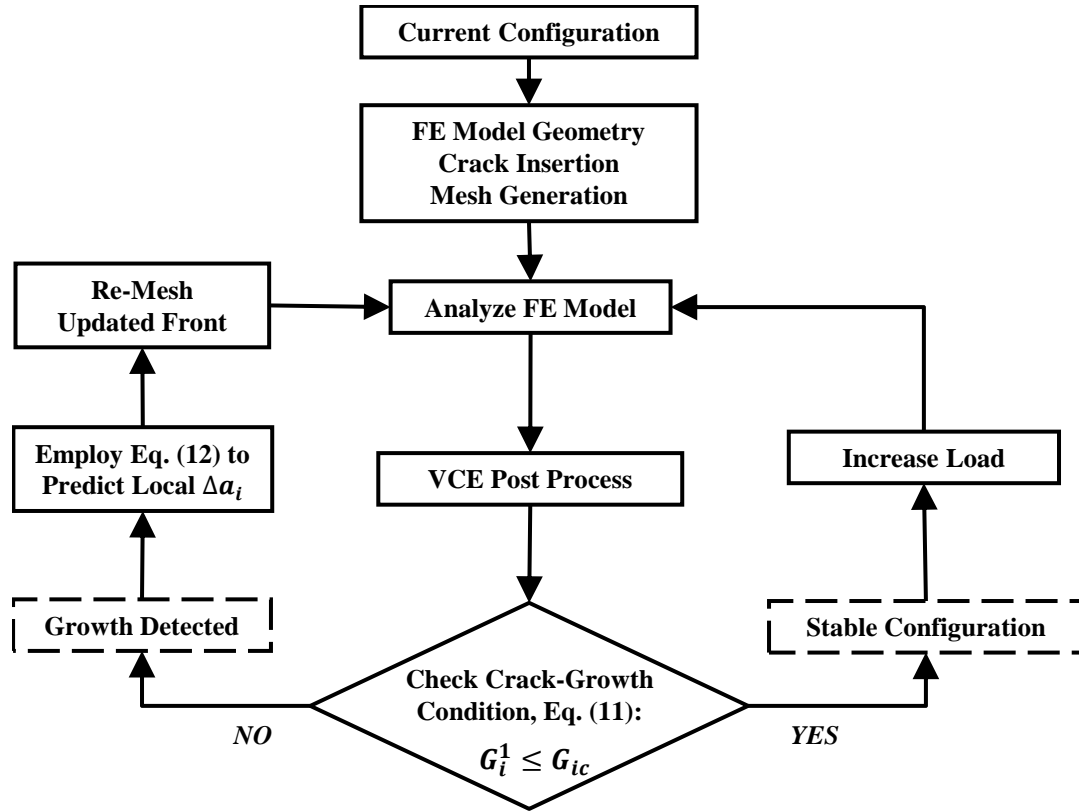 Current Configuration
FE Model Geometry
Crack Insertion
Mesh Generation
Re-Mesh
Updated Front
Analyze FE Model
Employ Eq. (12) to
Predict Local Δaᵢ
VCE Post Process
Increase Load
Growth Detected
Stable Configuration
Check Crack-Growth
Condition, Eq. (11):
G_i^1 ≤ G_ic
NO
YES